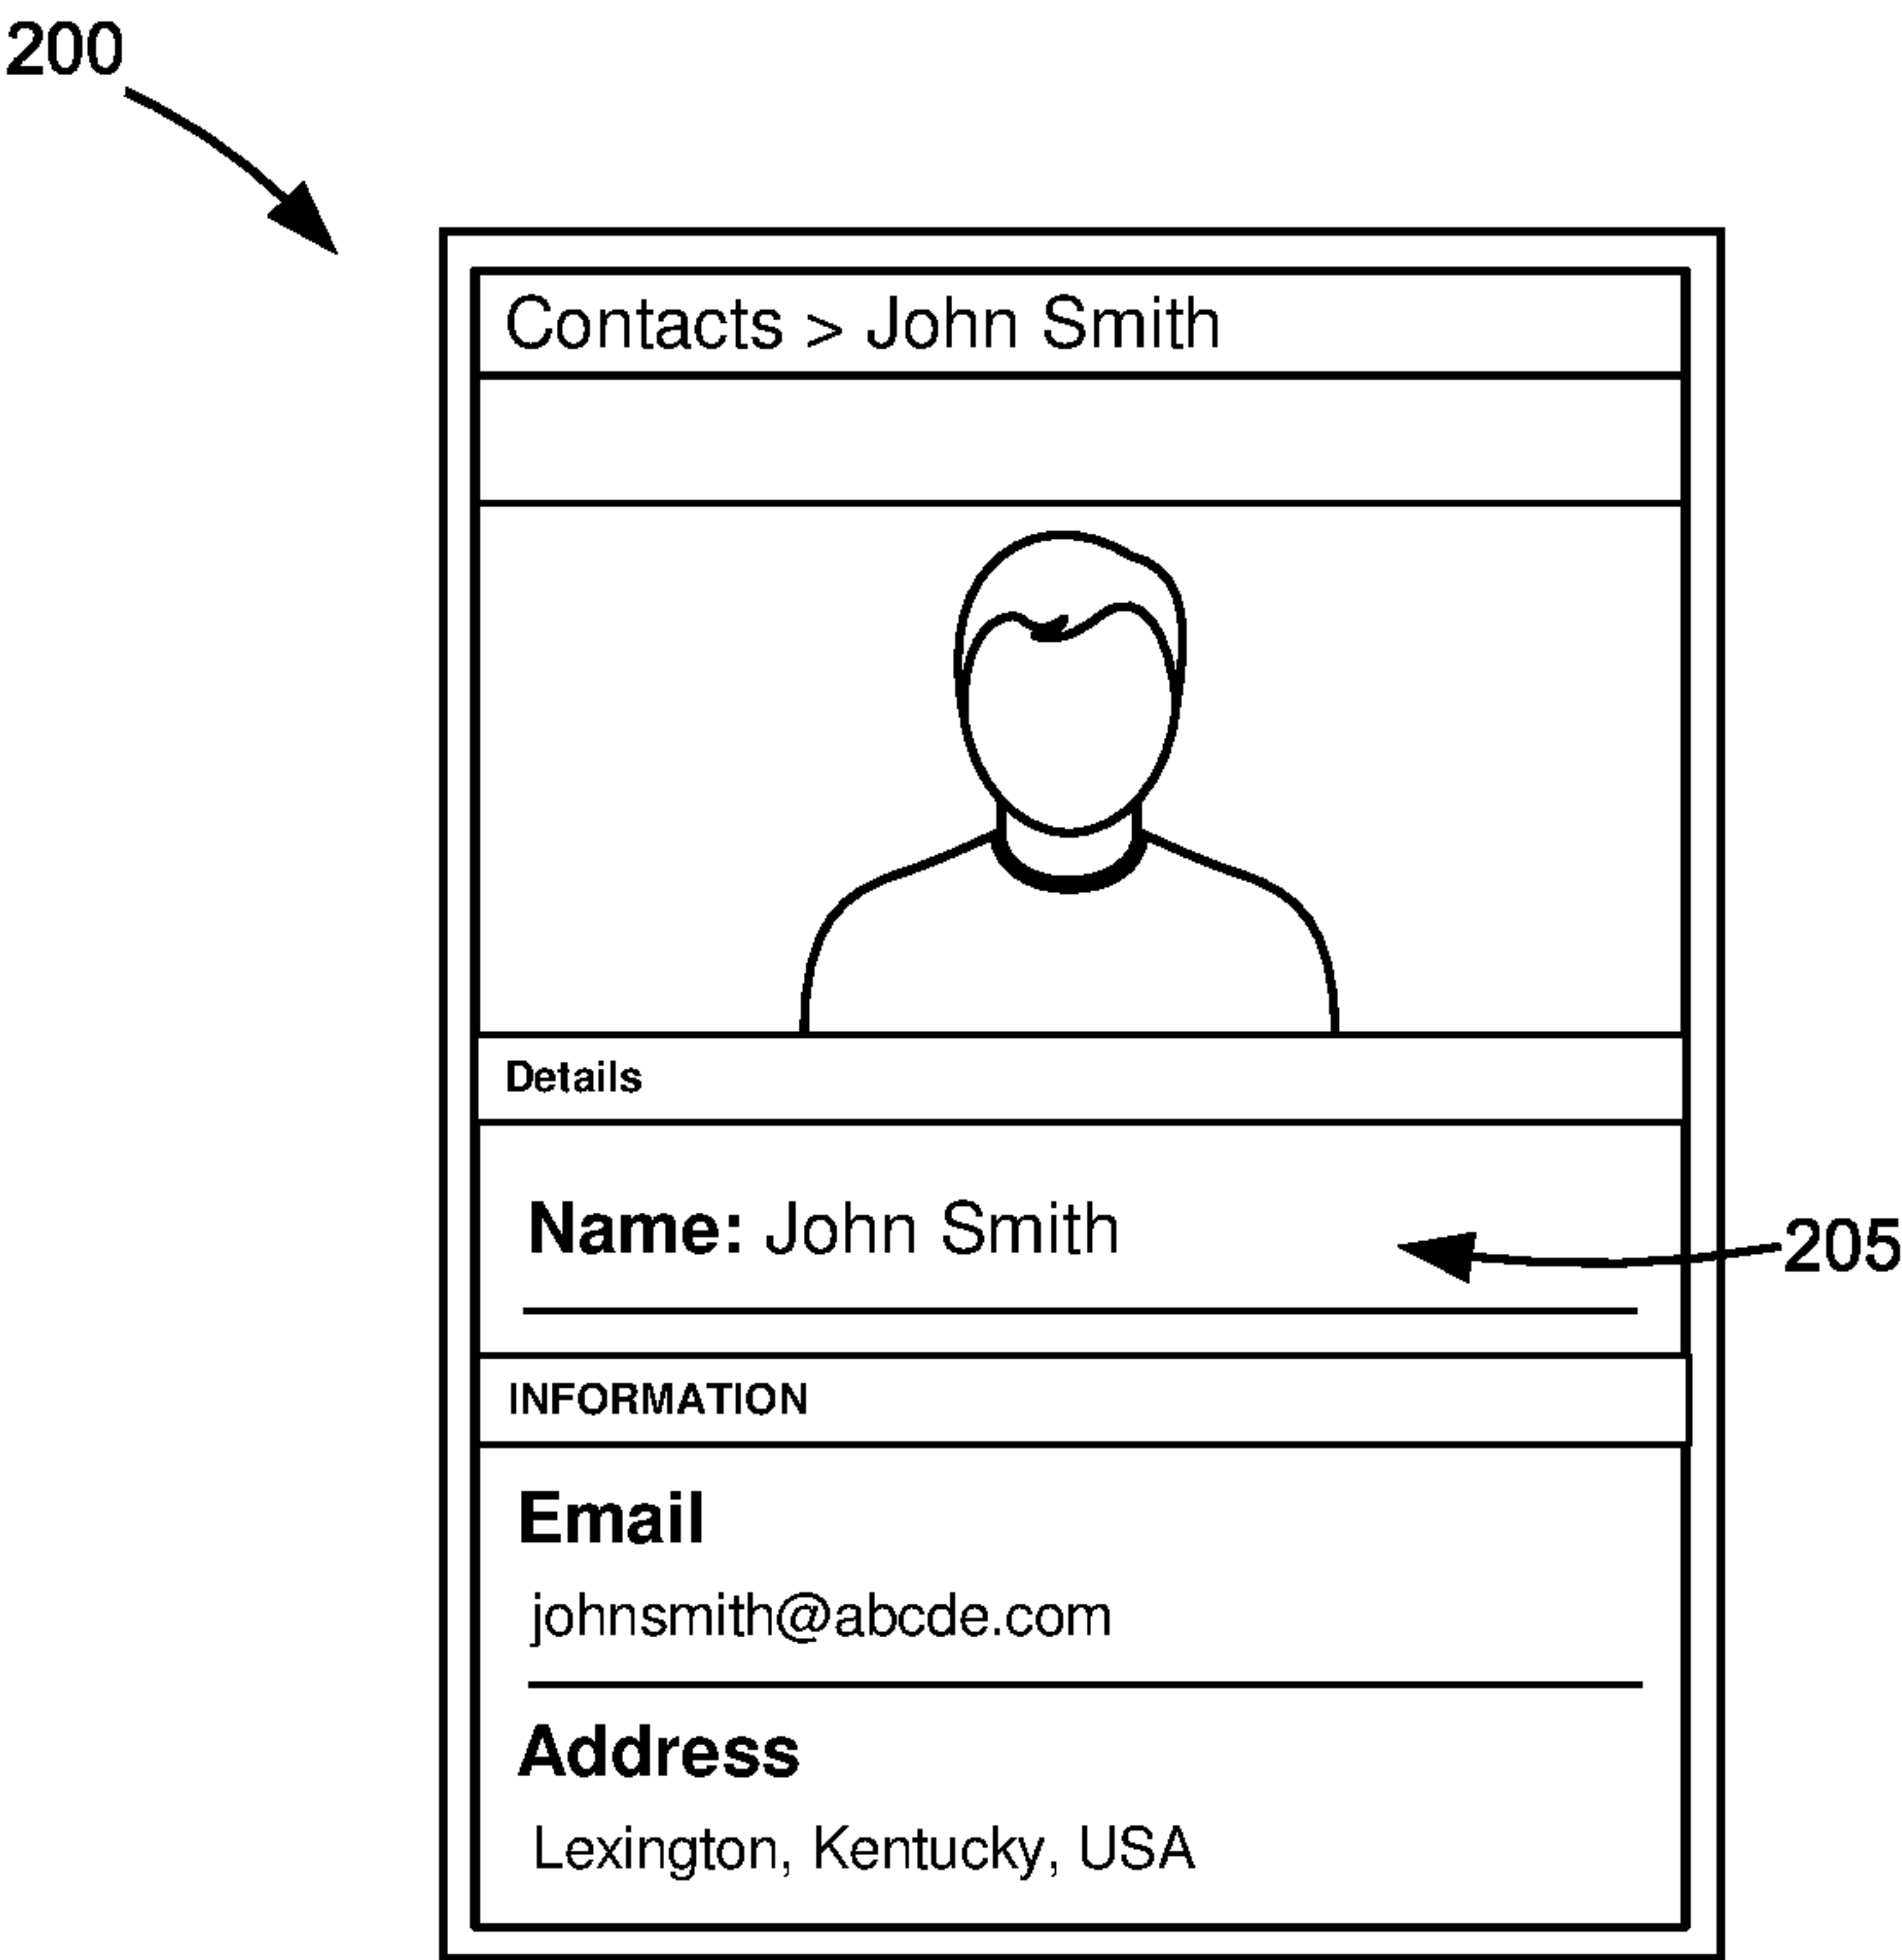 200
Contacts > John Smith
Details
Name: John Smith
205
INFORMATION
Email
johnsmith@abcde.com
Address
Lexington, Kentucky, USA